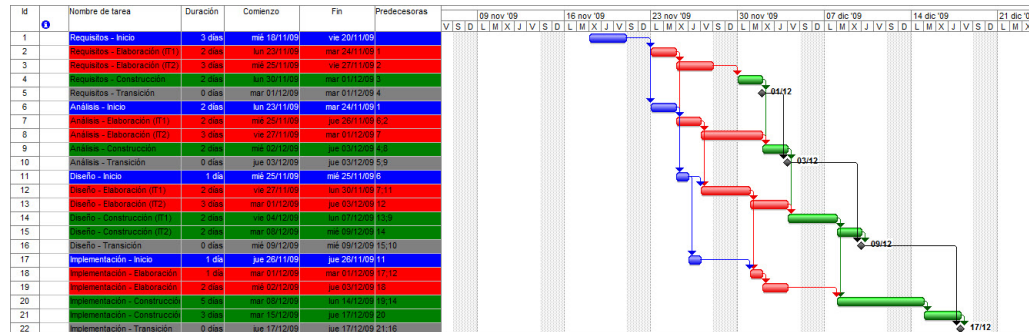 Id Nombre de tarea Duración Comienzo Fin Predecesoras 09 nov '09 16 nov '09 23 nov '09 30 nov '09 07 dic '09 14 dic '09 21 dic '0
V S D L M X J V S D L M X J V S D L M X J V S D L M X J V S D L M X J V S D L M X J V S D L M X
1 Requisitos - Inicio 3 días mié 18/11/09 vie 20/11/09
2 Requisitos - Elaboración (IT1) 2 días lun 23/11/09 mar 24/11/09 1
3 Requisitos - Elaboración (IT2) 3 días mié 25/11/09 vie 27/11/09 2
4 Requisitos - Construcción 2 días lun 30/11/09 mar 01/12/09 3
5 Requisitos - Transición 0 días mar 01/12/09 mar 01/12/09 4 01/12
6 Análisis - Inicio 2 días lun 23/11/09 mar 24/11/09 1
7 Análisis - Elaboración (IT1) 2 días mié 25/11/09 jue 26/11/09 6;2
8 Análisis - Elaboración (IT2) 3 días vie 27/11/09 mar 01/12/09 7
9 Análisis - Construcción 2 días mié 02/12/09 jue 03/12/09 4;8
10 Análisis - Transición 0 días jue 03/12/09 jue 03/12/09 5;9 03/12
11 Diseño - Inicio 1 día mié 25/11/09 mié 25/11/09 6
12 Diseño - Elaboración (IT1) 2 días vie 27/11/09 lun 30/11/09 7;11
13 Diseño - Elaboración (IT2) 3 días mar 01/12/09 jue 03/12/09 12
14 Diseño - Construcción (IT1) 2 días vie 04/12/09 lun 07/12/09 13;9
15 Diseño - Construcción (IT2) 2 días mar 08/12/09 mié 09/12/09 14
16 Diseño - Transición 0 días mié 09/12/09 mié 09/12/09 15;10 09/12
17 Implementación - Inicio 1 día jue 26/11/09 jue 26/11/09 11
18 Implementación - Elaboración 1 día mar 01/12/09 mar 01/12/09 17;12
19 Implementación - Elaboración 2 días mié 02/12/09 jue 03/12/09 18
20 Implementación - Construcció 5 días mar 08/12/09 lun 14/12/09 19;14
21 Implementación - Construcció 3 días mar 15/12/09 jue 17/12/09 20
22 Implementación - Transición 0 días jue 17/12/09 jue 17/12/09 21;16 17/12